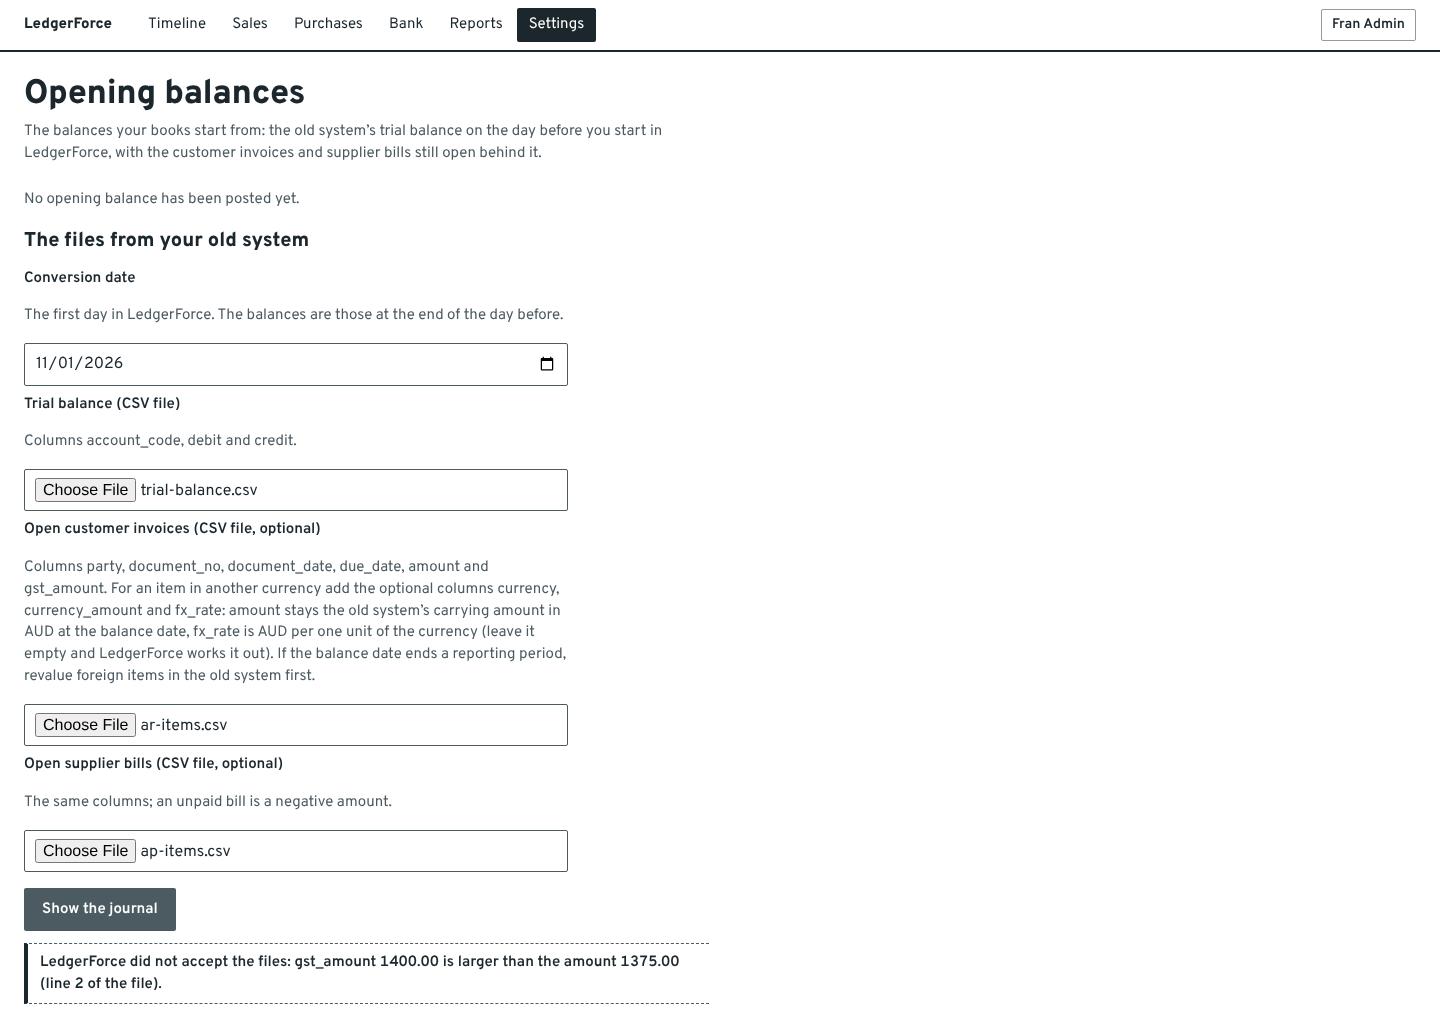 LedgerForce Timeline Sales Purchases Bank Reports Settings Fran Admin
Opening balances
The balances your books start from: the old system’s trial balance on the day before you start in
LedgerForce, with the customer invoices and supplier bills still open behind it.
No opening balance has been posted yet.
The files from your old system
Conversion date
The first day in LedgerForce. The balances are those at the end of the day before.
11/01/2026
Trial balance (CSV file)
Columns account_code, debit and credit.
Choose File trial-balance.csv
Open customer invoices (CSV file, optional)
Columns party, document_no, document_date, due_date, amount and
gst_amount. For an item in another currency add the optional columns currency,
currency_amount and fx_rate: amount stays the old system’s carrying amount in
AUD at the balance date, fx_rate is AUD per one unit of the currency (leave it
empty and LedgerForce works it out). If the balance date ends a reporting period,
revalue foreign items in the old system first.
Choose File ar-items.csv
Open supplier bills (CSV file, optional)
The same columns; an unpaid bill is a negative amount.
Choose File ap-items.csv
Show the journal
LedgerForce did not accept the files: gst_amount 1400.00 is larger than the amount 1375.00
(line 2 of the file).